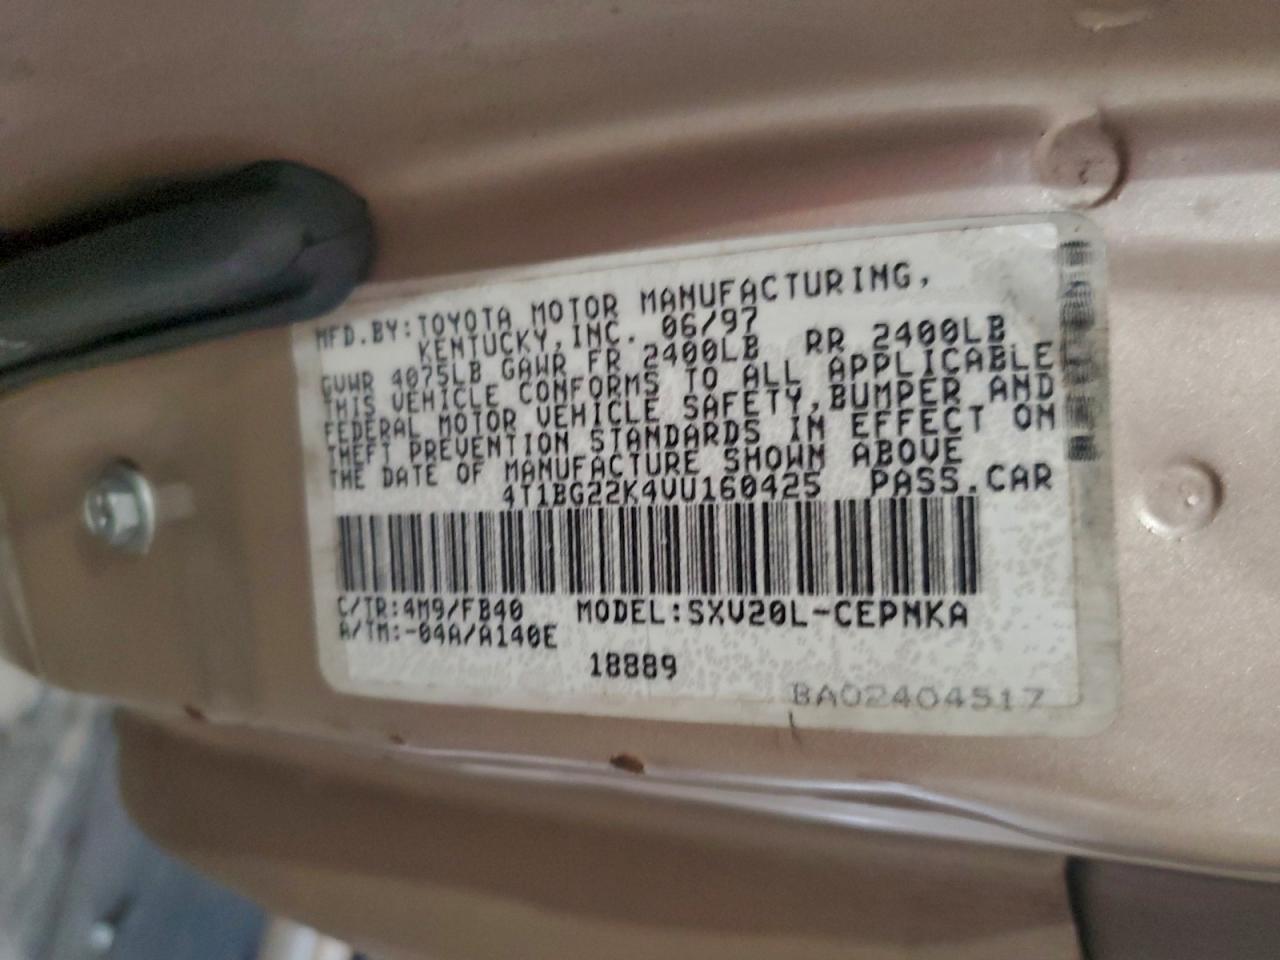 MFD.BY:TOYOTA MOTOR MANUFACTURING,
KENTUCKY,INC. 06/97
GVWR 4075LB GAWR FR 2400LB RR 2400LB
THIS VEHICLE CONFORMS TO ALL APPLICABLE
FEDERAL MOTOR VEHICLE SAFETY,BUMPER AND
THEFT PREVENTION STANDARDS IN EFFECT ON
THE DATE OF MANUFACTURE SHOWN ABOVE
4T1BG22K4VU160425 PASS.CAR
C/TR:4M9/FB40 MODEL:SXV20L-CEPNKA
A/TM:-04A/A140E
18889
BA02404517